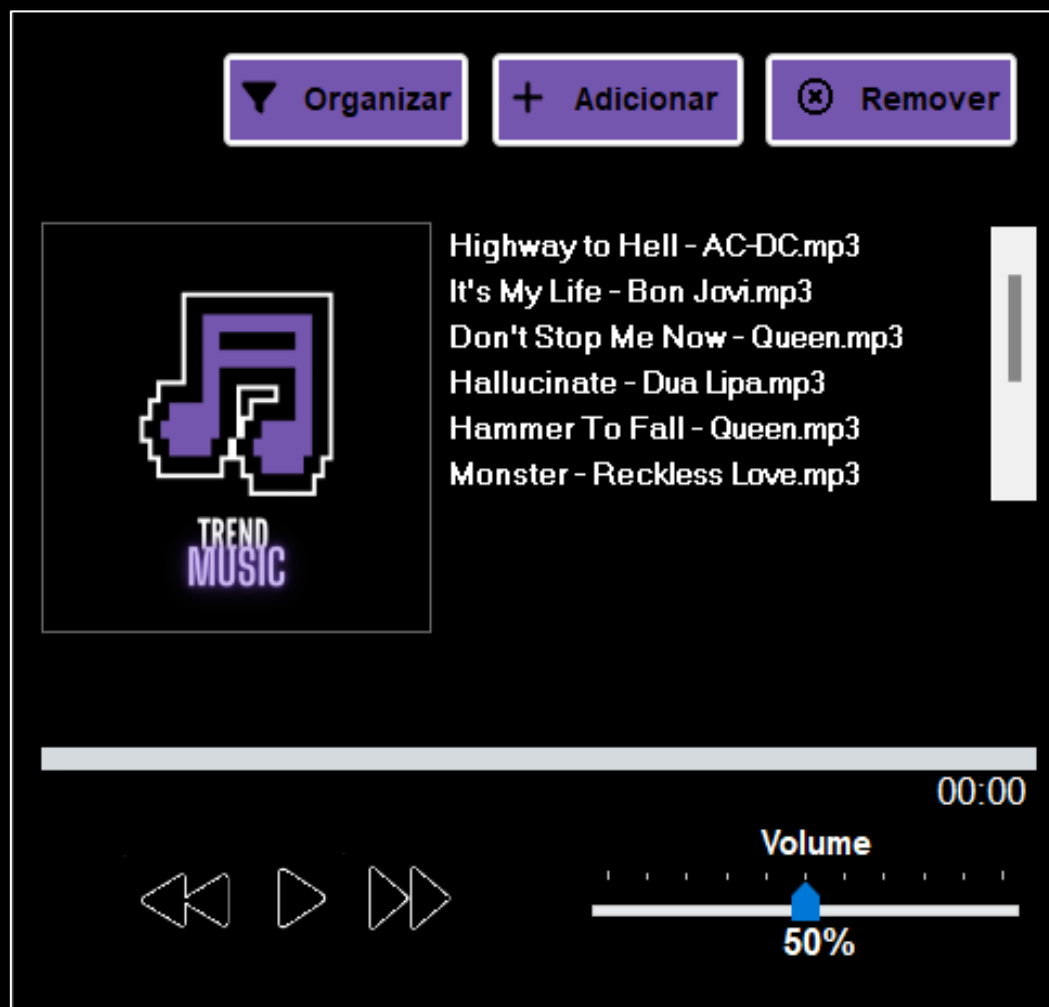 Organizar
Adicionar
Remover
Highway to Hell - AC-DC.mp3
It's My Life - Bon Jovi.mp3
Don't Stop Me Now - Queen.mp3
Hallucinate - Dua Lipa.mp3
Hammer To Fall - Queen.mp3
Monster - Reckless Love.mp3
TREND
MUSIC
00:00
Volume
50%